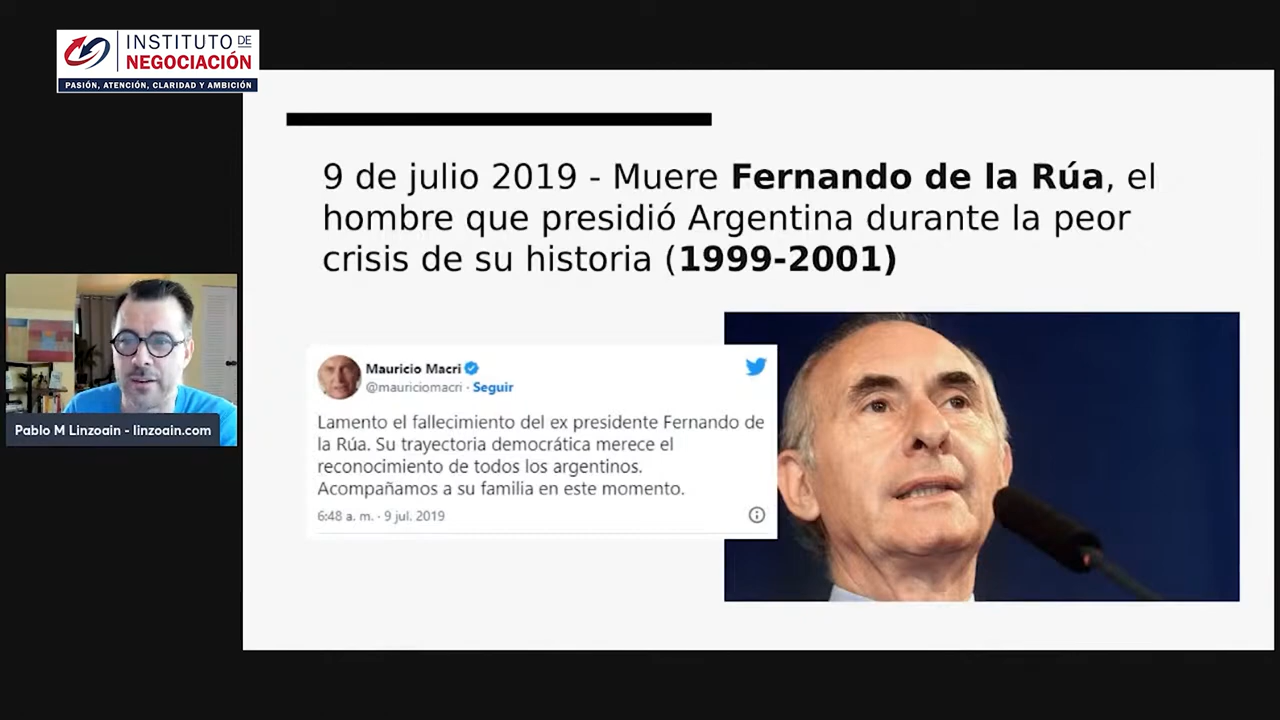 INSTITUTO DE
NEGOCIACIÓN
PASIÓN, ATENCIÓN, CLARIDAD Y AMBICIÓN
9 de julio 2019 - Muere Fernando de la Rúa, el
hombre que presidió Argentina durante la peor
crisis de su historia (1999-2001)
Mauricio Macri
@mauriciomacri · Seguir
Lamento el fallecimiento del ex presidente Fernando de
la Rúa. Su trayectoria democrática merece el
reconocimiento de todos los argentinos.
Acompañamos a su familia en este momento.
6:48 a. m. · 9 jul. 2019
Pablo M Linzoain - linzoain.com